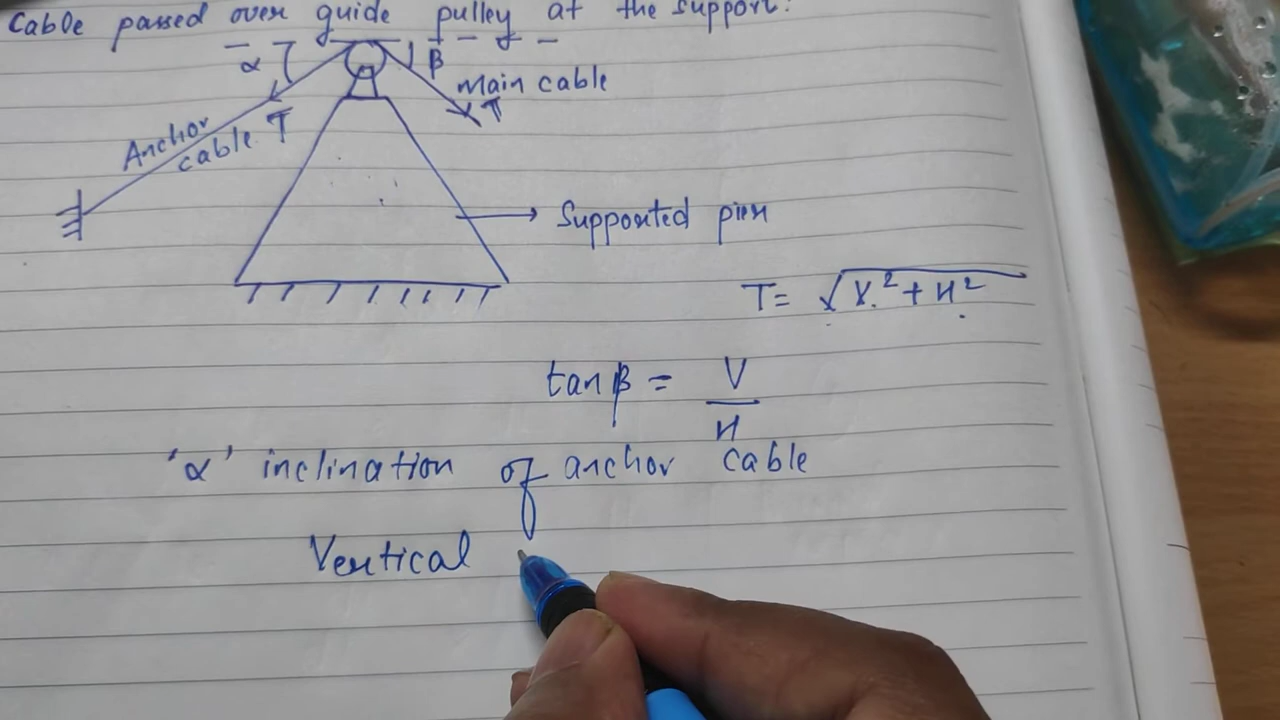 Cable passed over guide pulley at the support:
α
β
main cable
T
Anchor
cable T
Supported pier
T= √V²+H²
tanβ = V/H
'α' inclination of anchor cable
Vertical